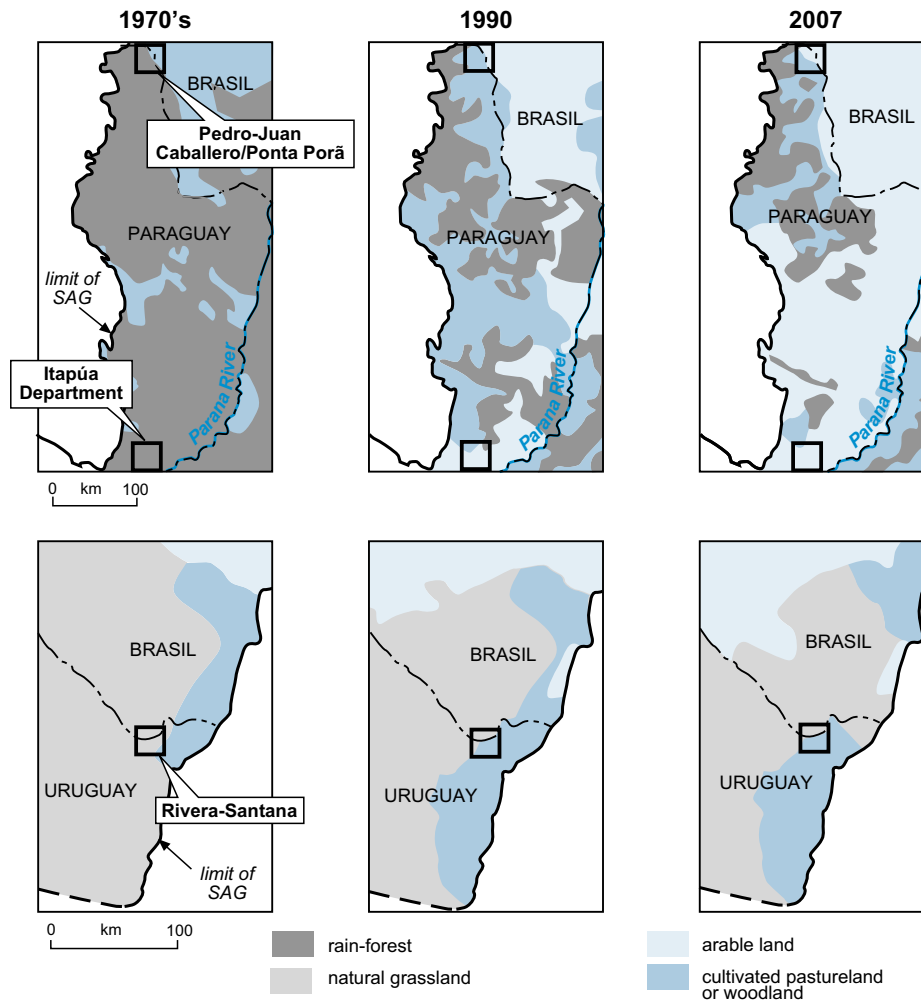 1970's
1990
2007
BRASIL
Pedro-Juan
Caballero/Ponta Porã
PARAGUAY
limit of
SAG
Itapúa
Department
Parana River
0 km 100
BRASIL
PARAGUAY
Parana River
BRASIL
PARAGUAY
Parana River
BRASIL
URUGUAY
Rivera-Santana
limit of
SAG
0 km 100
BRASIL
URUGUAY
BRASIL
URUGUAY
rain-forest
natural grassland
arable land
cultivated pastureland
or woodland